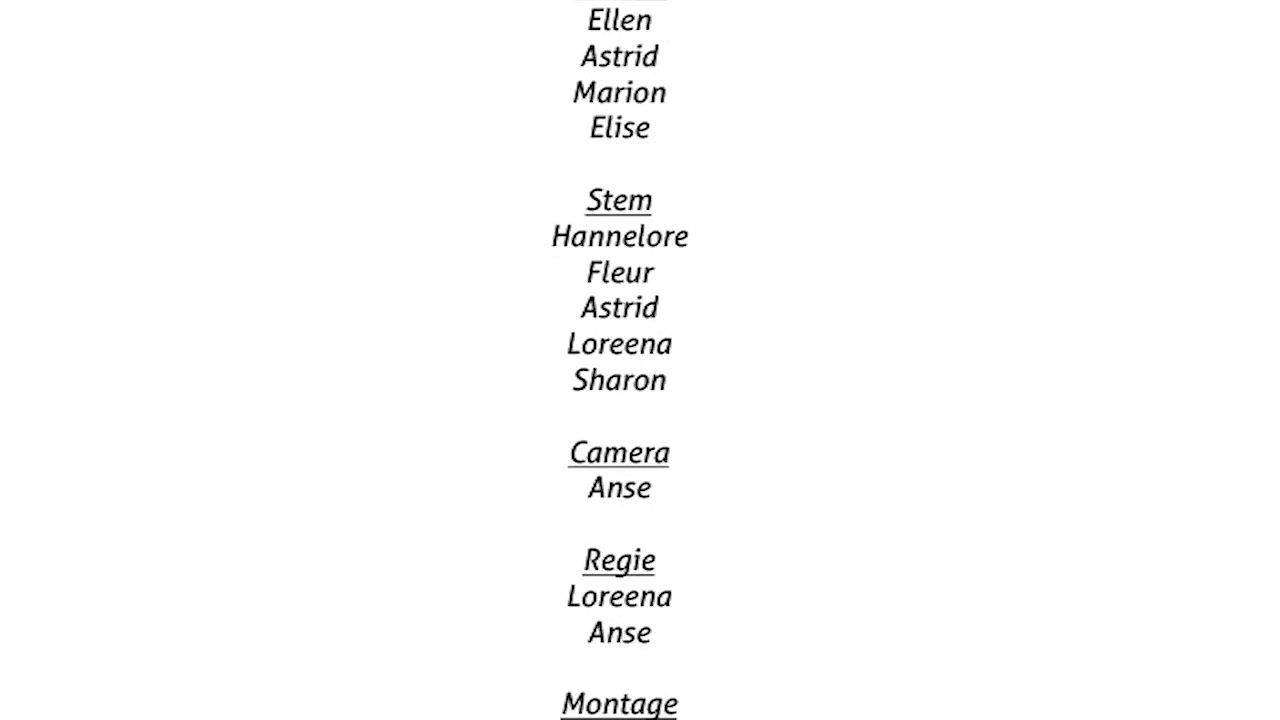 Ellen
Astrid
Marion
Elise
Stem
Hannelore
Fleur
Astrid
Loreena
Sharon
Camera
Anse
Regie
Loreena
Anse
Montage